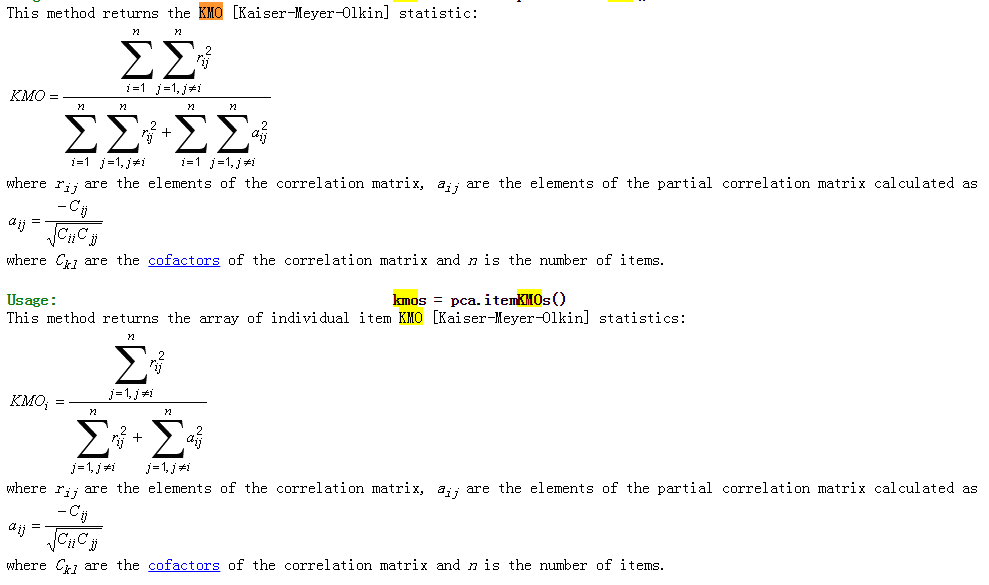 This method returns the KMO [Kaiser-Meyer-Olkin] statistic:
KMO = \frac{\sum_{i=1}^{n} \sum_{j=1, j≠i}^{n} r_{ij}^{2}}{\sum_{i=1}^{n} \sum_{j=1, j≠i}^{n} r_{ij}^{2} + \sum_{i=1}^{n} \sum_{j=1, j≠i}^{n} a_{ij}^{2}}
where r_{ij} are the elements of the correlation matrix, a_{ij} are the elements of the partial correlation matrix calculated as
a_{ij} = \frac{-C_{ij}}{\sqrt{C_{ii} C_{jj}}}
where C_{kl} are the cofactors of the correlation matrix and n is the number of items.
Usage: kmos = pca.itemKMOs()
This method returns the array of individual item KMO [Kaiser-Meyer-Olkin] statistics:
KMO_{i} = \frac{\sum_{j=1, j≠i}^{n} r_{ij}^{2}}{\sum_{j=1, j≠i}^{n} r_{ij}^{2} + \sum_{j=1, j≠i}^{n} a_{ij}^{2}}
where r_{ij} are the elements of the correlation matrix, a_{ij} are the elements of the partial correlation matrix calculated as
a_{ij} = \frac{-C_{ij}}{\sqrt{C_{ii} C_{jj}}}
where C_{kl} are the cofactors of the correlation matrix and n is the number of items.